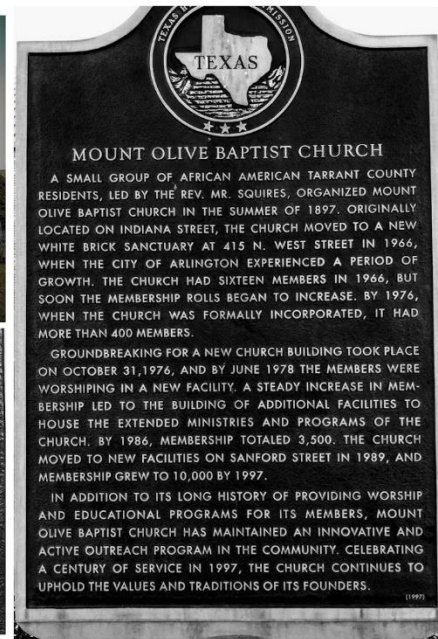 TEXAS H
MISSION
TEXAS
MOUNT OLIVE BAPTIST CHURCH
A SMALL GROUP OF AFRICAN AMERICAN TARRANT COUNTY
RESIDENTS, LED BY THE REV. MR. SQUIRES, ORGANIZED MOUNT
OLIVE BAPTIST CHURCH IN THE SUMMER OF 1897. ORIGINALLY
LOCATED ON INDIANA STREET, THE CHURCH MOVED TO A NEW
WHITE BRICK SANCTUARY AT 415 N. WEST STREET IN 1966,
WHEN THE CITY OF ARLINGTON EXPERIENCED A PERIOD OF
GROWTH. THE CHURCH HAD SIXTEEN MEMBERS IN 1966, BUT
SOON THE MEMBERSHIP ROLLS BEGAN TO INCREASE. BY 1976,
WHEN THE CHURCH WAS FORMALLY INCORPORATED, IT HAD
MORE THAN 400 MEMBERS.
GROUNDBREAKING FOR A NEW CHURCH BUILDING TOOK PLACE
ON OCTOBER 31,1976, AND BY JUNE 1978 THE MEMBERS WERE
WORSHIPING IN A NEW FACILITY. A STEADY INCREASE IN MEM-
BERSHIP LED TO THE BUILDING OF ADDITIONAL FACILITIES TO
HOUSE THE EXTENDED MINISTRIES AND PROGRAMS OF THE
CHURCH. BY 1986, MEMBERSHIP TOTALED 3,500. THE CHURCH
MOVED TO NEW FACILITIES ON SANFORD STREET IN 1989, AND
MEMBERSHIP GREW TO 10,000 BY 1997.
IN ADDITION TO ITS LONG HISTORY OF PROVIDING WORSHIP
AND EDUCATIONAL PROGRAMS FOR ITS MEMBERS, MOUNT
OLIVE BAPTIST CHURCH HAS MAINTAINED AN INNOVATIVE AND
ACTIVE OUTREACH PROGRAM IN THE COMMUNITY. CELEBRATING
A CENTURY OF SERVICE IN 1997, THE CHURCH CONTINUES TO
UPHOLD THE VALUES AND TRADITIONS OF ITS FOUNDERS.
(1997)